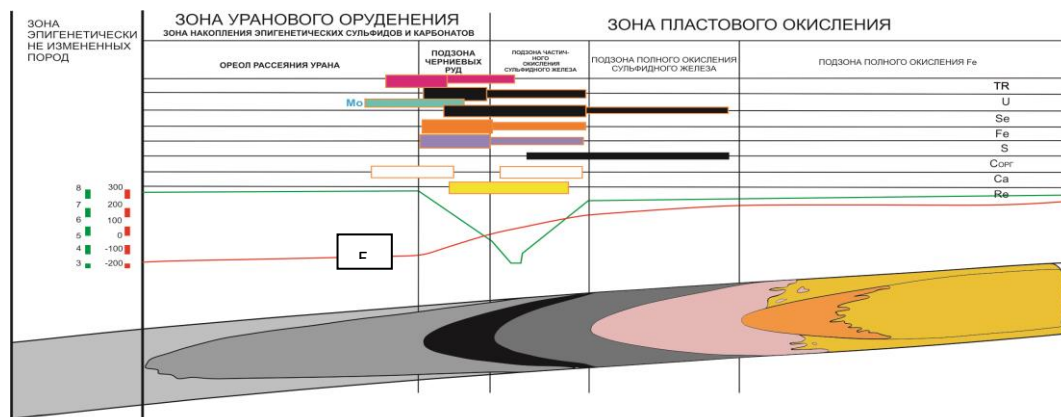 ЗОНА
ЭПИГЕНЕТИЧЕСКИ
НЕ ИЗМЕНЕННЫХ
ПОРОД
ЗОНА УРАНОВОГО ОРУДЕНЕНИЯ
ЗОНА НАКОПЛЕНИЯ ЭПИГЕНЕТИЧЕСКИХ СУЛЬФИДОВ И КАРБОНАТОВ
ЗОНА ПЛАСТОВОГО ОКИСЛЕНИЯ
ОРЕОЛ РАССЕЯНИЯ УРАНА
ПОДЗОНА
ЧЕРНИЕВЫХ
РУД
ПОДЗОНА ЧАСТИЧ-
НОГО
ОКИСЛЕНИЯ
СУЛЬФИДНОГО ЖЕЛЕЗА
ПОДЗОНА ПОЛНОГО ОКИСЛЕНИЯ
СУЛЬФИДНОГО ЖЕЛЕЗА
ПОДЗОНА ПОЛНОГО ОКИСЛЕНИЯ Fe
TR
Mo
U
Se
Fe
S
Cорг
Ca
Re
8 300
7 200
6 100
5 0
4 -100
3 -200